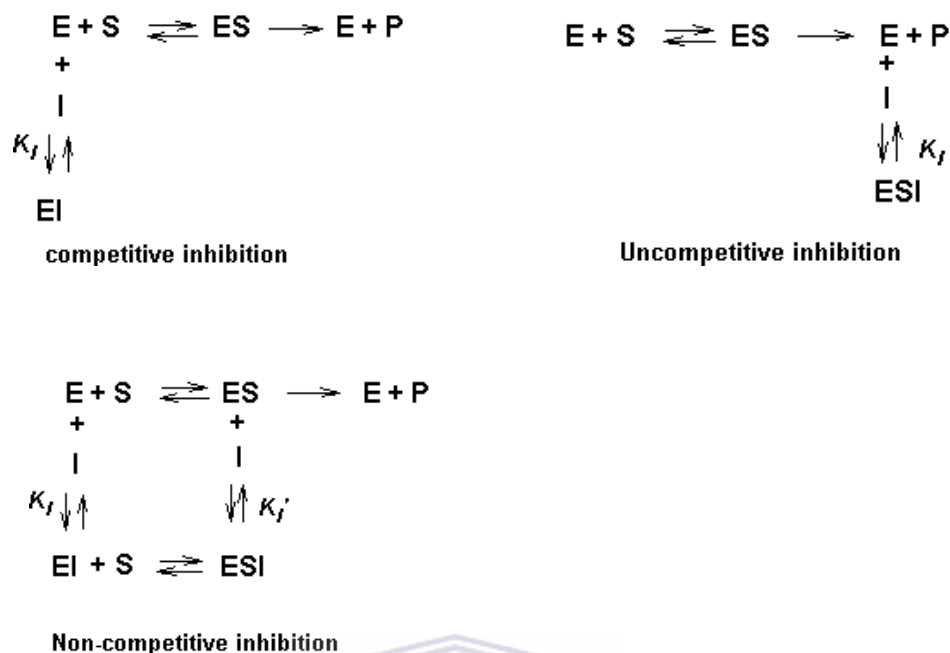 E + S ⇌ ES → E + P
+
I
K_I ↓↑
EI
competitive inhibition
E + S ⇌ ES → E + P
+
I
↓↑ K_I
ESI
Uncompetitive inhibition
E + S ⇌ ES → E + P
+ +
I I
K_I ↓↑ ↓↑ K_I'
EI + S ⇌ ESI
Non-competitive inhibition